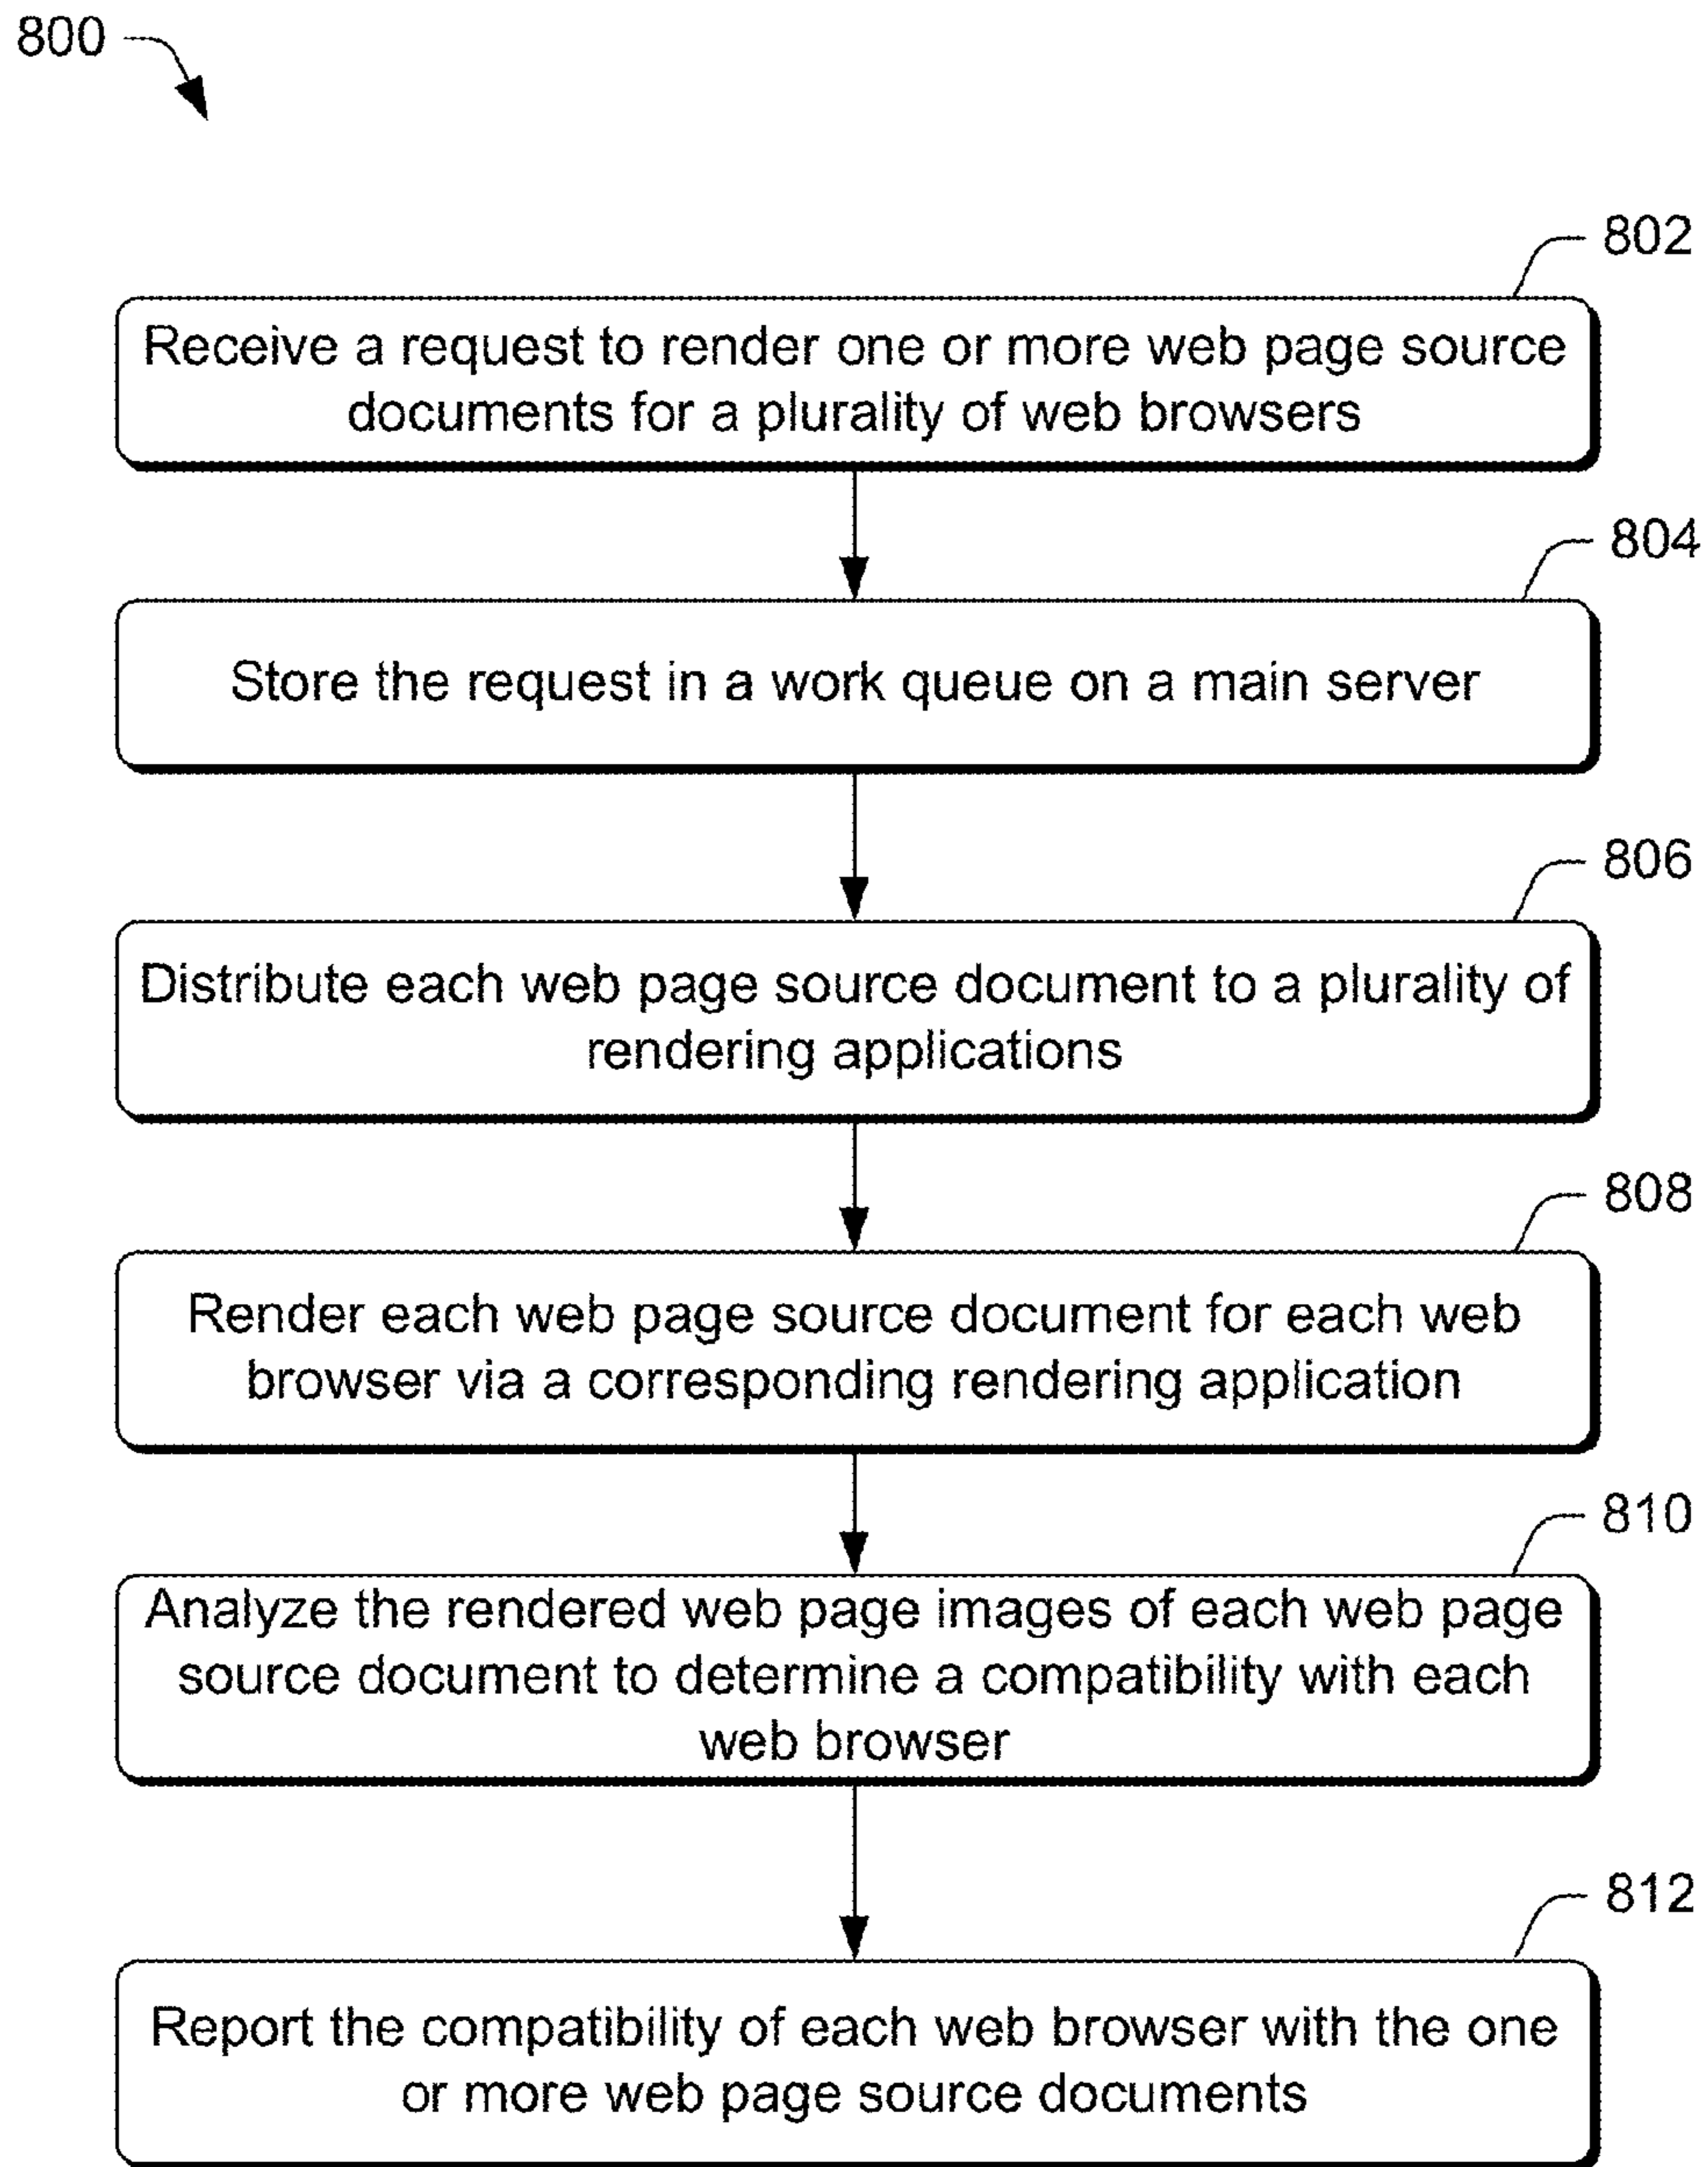 800
802
Receive a request to render one or more web page source
documents for a plurality of web browsers
804
Store the request in a work queue on a main server
806
Distribute each web page source document to a plurality of
rendering applications
808
Render each web page source document for each web
browser via a corresponding rendering application
810
Analyze the rendered web page images of each web page
source document to determine a compatibility with each
web browser
812
Report the compatibility of each web browser with the one
or more web page source documents